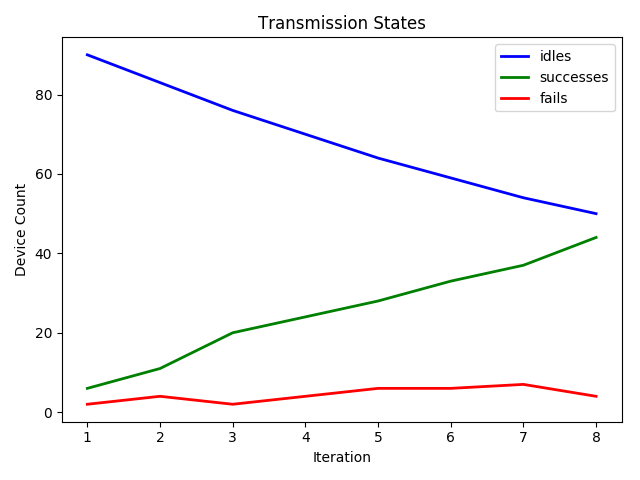 Transmission States
idles
successes
fails
Device Count
80
60
40
20
0
1 2 3 4 5 6 7 8
Iteration